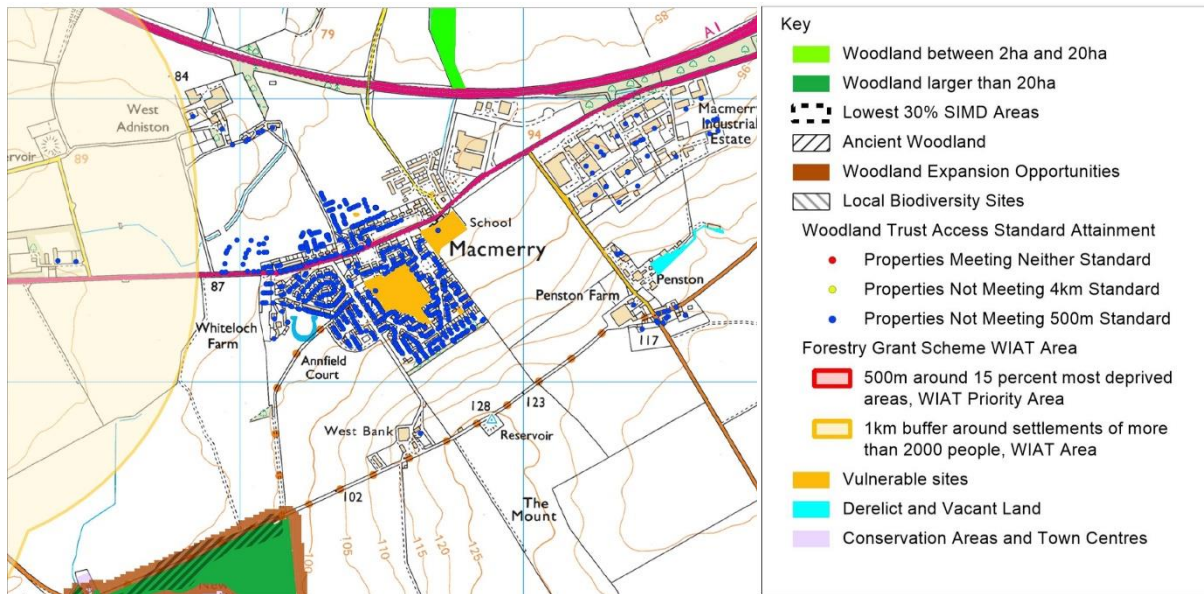 79
85
A1
84
95
West
Adniston
Macmerry
Industrial
Estate
94
89
School
Macmerry
87
Penston
Penston Farm
Whiteloch
Farm
Annfield
Court
117
128
123
West Bank
Reservoir
102
The
Mount
100
105
110
115
120
125
Key
Woodland between 2ha and 20ha
Woodland larger than 20ha
Lowest 30% SIMD Areas
Ancient Woodland
Woodland Expansion Opportunities
Local Biodiversity Sites
Woodland Trust Access Standard Attainment
Properties Meeting Neither Standard
Properties Not Meeting 4km Standard
Properties Not Meeting 500m Standard
Forestry Grant Scheme WIAT Area
500m around 15 percent most deprived
areas, WIAT Priority Area
1km buffer around settlements of more
than 2000 people, WIAT Area
Vulnerable sites
Derelict and Vacant Land
Conservation Areas and Town Centres